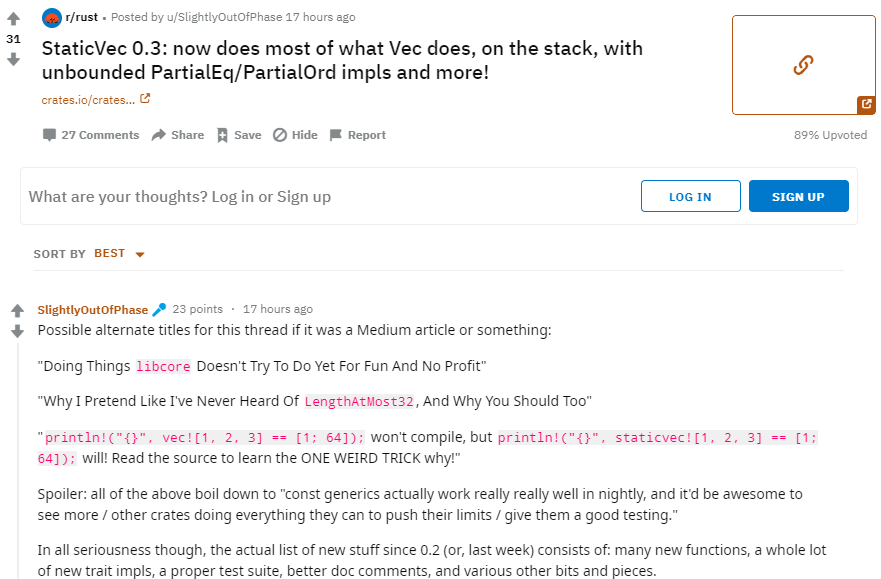 r/rust • Posted by u/SlightlyOutOfPhase 17 hours ago
31
StaticVec 0.3: now does most of what Vec does, on the stack, with
unbounded PartialEq/PartialOrd impls and more!
crates.io/crates...
27 Comments Share Save Hide Report
89% Upvoted
What are your thoughts? Log in or Sign up
LOG IN
SIGN UP
SORT BY BEST
SlightlyOutOfPhase 23 points · 17 hours ago
Possible alternate titles for this thread if it was a Medium article or something:
"Doing Things libcore Doesn't Try To Do Yet For Fun And No Profit"
"Why I Pretend Like I've Never Heard Of LengthAtMost32, And Why You Should Too"
"println!("{}", vec![1, 2, 3] == [1; 64]); won't compile, but println!("{}", staticvec![1, 2, 3] == [1;
64]); will! Read the source to learn the ONE WEIRD TRICK why!"
Spoiler: all of the above boil down to "const generics actually work really really well in nightly, and it'd be awesome to
see more / other crates doing everything they can to push their limits / give them a good testing."
In all seriousness though, the actual list of new stuff since 0.2 (or, last week) consists of: many new functions, a whole lot
of new trait impls, a proper test suite, better doc comments, and various other bits and pieces.